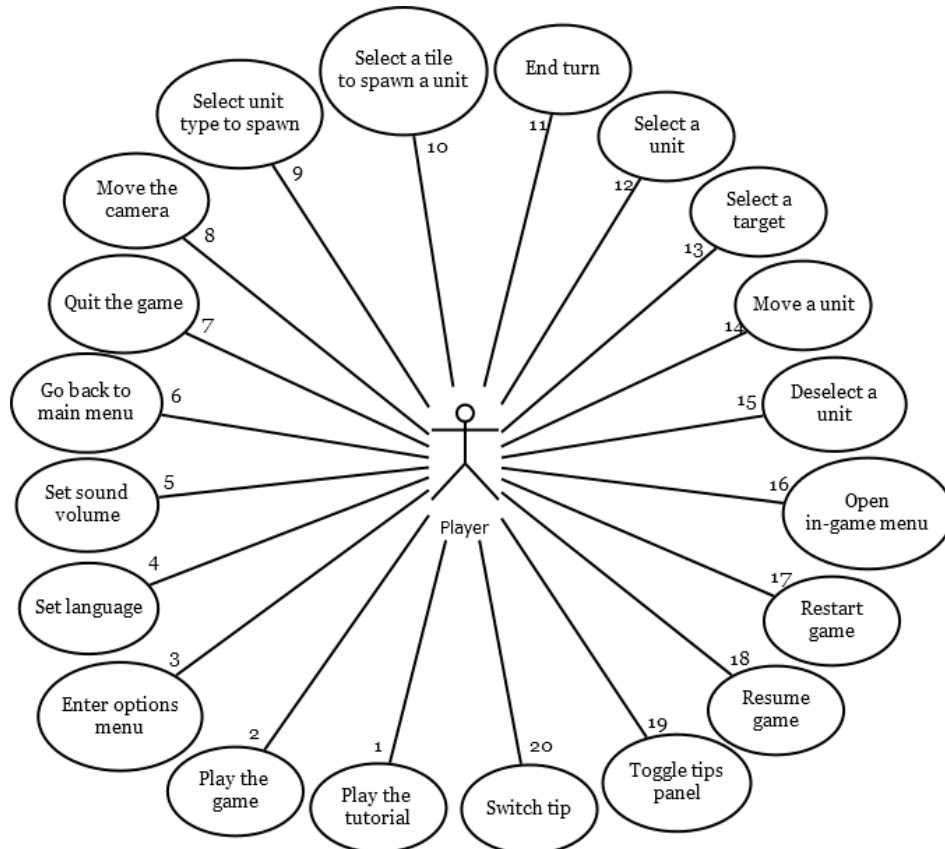 Select a tile
to spawn a unit
10
End turn
11
Select unit
type to spawn
9
Select a
unit
12
Move the
camera
8
Select a
target
13
Quit the game
7
Move a unit
14
Go back to
main menu
6
Deselect a
unit
15
Set sound
volume
5
Open
in-game menu
16
Player
Set language
4
Restart
game
17
Enter options
menu
3
Resume
game
18
Play the
game
2
Toggle tips
panel
19
Play the
tutorial
1
Switch tip
20